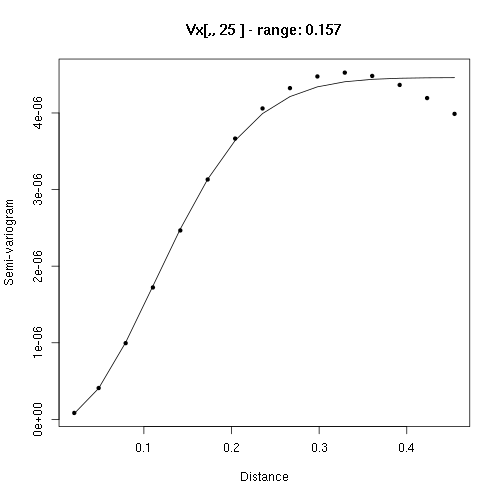 Vx[,, 25 ] - range: 0.157
Semi-variogram
4e-06
3e-06
2e-06
1e-06
0e+00
0.1 0.2 0.3 0.4
Distance